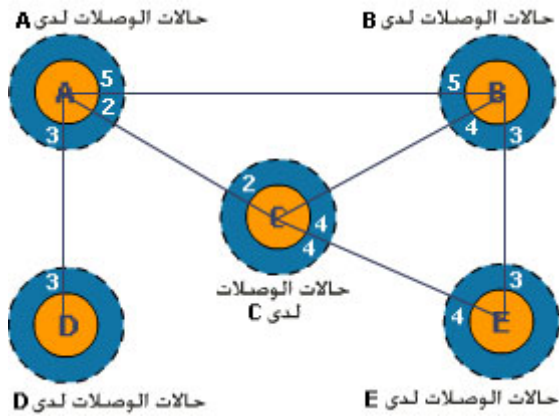 حالات الوصلات لدى A
حالات الوصلات لدى B
A
5
2
3
5
B
4
3
2
C
4
4
حالات الوصلات
لدى C
3
D
3
4
E
حالات الوصلات لدى D
حالات الوصلات لدى E